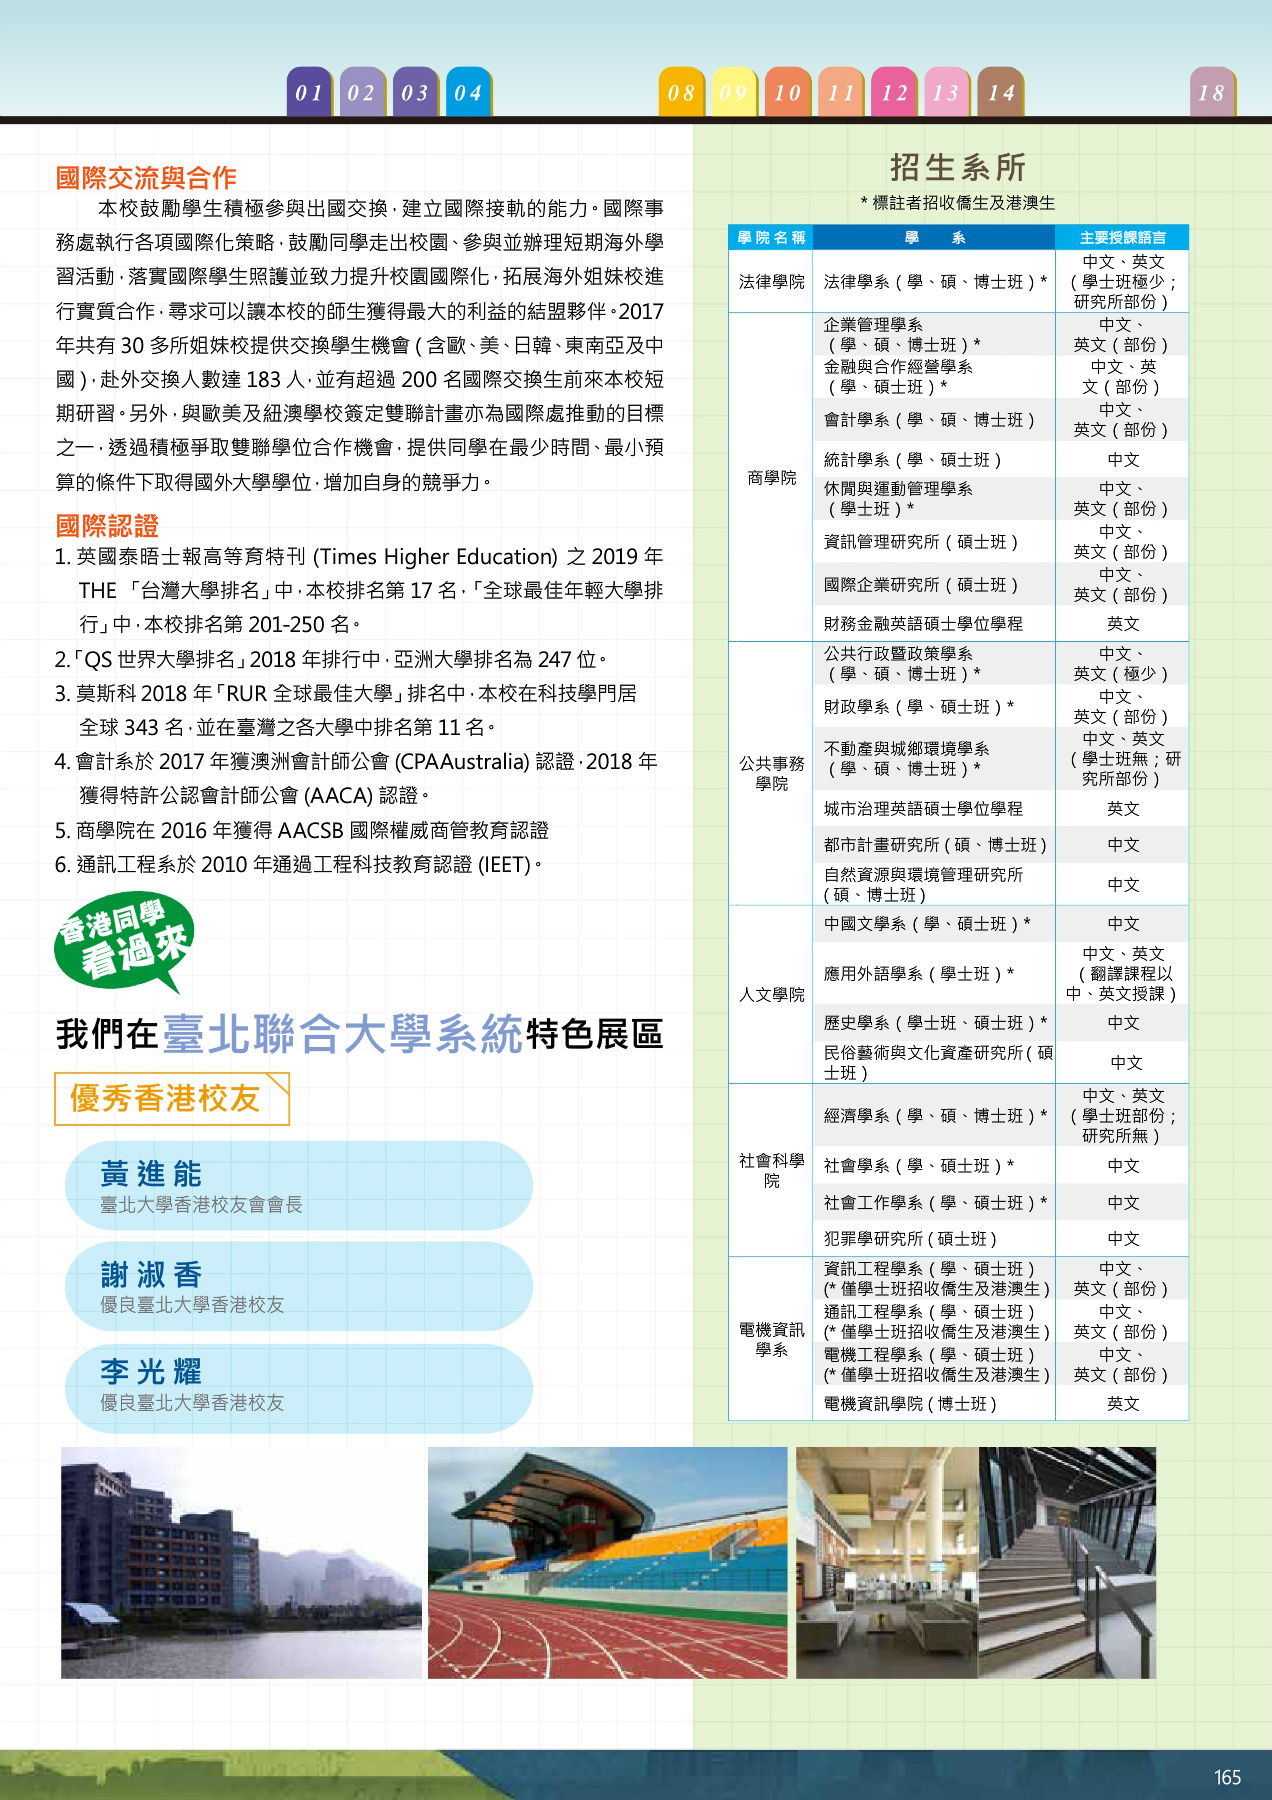 01 02 03 04 08 09 10 11 12 13 14 18
國際交流與合作
本校鼓勵學生積極參與出國交換，建立國際接軌的能力。國際事
務處執行各項國際化策略，鼓勵同學走出校園、參與並辦理短期海外學
習活動，落實國際學生照護並致力提升校園國際化，拓展海外姐妹校進
行實質合作，尋求可以讓本校的師生獲得最大的利益的結盟夥伴。2017
年共有 30 多所姐妹校提供交換學生機會 ( 含歐、美、日韓、東南亞及中
國 )，赴外交換人數達 183 人，並有超過 200 名國際交換生前來本校短
期研習。另外，與歐美及紐澳學校簽定雙聯計畫亦為國際處推動的目標
之一，透過積極爭取雙聯學位合作機會，提供同學在最少時間、最小預
算的條件下取得國外大學學位，增加自身的競爭力。
國際認證
1. 英國泰晤士報高等育特刊 (Times Higher Education) 之 2019 年
THE 「台灣大學排名」中，本校排名第 17 名，「全球最佳年輕大學排
行」中，本校排名第 201-250 名。
2.「QS 世界大學排名」2018 年排行中，亞洲大學排名為 247 位。
3. 莫斯科 2018 年「RUR 全球最佳大學」排名中，本校在科技學門居
全球 343 名，並在臺灣之各大學中排名第 11 名。
4. 會計系於 2017 年獲澳洲會計師公會 (CPAAustralia) 認證，2018 年
獲得特許公認會計師公會 (AACA) 認證。
5. 商學院在 2016 年獲得 AACSB 國際權威商管教育認證
6. 通訊工程系於 2010 年通過工程科技教育認證 (IEET)。
香港同學
看過來
我們在臺北聯合大學系統特色展區
優秀香港校友
黃進能
臺北大學香港校友會會長
謝淑香
優良臺北大學香港校友
李光耀
優良臺北大學香港校友
招生系所
* 標註者招收僑生及港澳生
學院名稱 學 系 主要授課語言
法律學院 法律學系 ( 學、碩、博士班 ) *
中文、英文
( 學士班極少；
研究所部份 )
商學院
企業管理學系
( 學、碩、博士班 ) *
中文、
英文 ( 部份 )
金融與合作經營學系
( 學、碩士班 ) *
中文、英
文 ( 部份 )
會計學系 ( 學、碩、博士班 )
中文、
英文 ( 部份 )
統計學系 ( 學、碩士班 ) 中文
休閒與運動管理學系
( 學士班 ) *
中文、
英文 ( 部份 )
資訊管理研究所 ( 碩士班 )
中文、
英文 ( 部份 )
國際企業研究所 ( 碩士班 )
中文、
英文 ( 部份 )
財務金融英語碩士學位學程 英文
公共事務
學院
公共行政暨政策學系
( 學、碩、博士班 ) *
中文、
英文 ( 極少 )
財政學系 ( 學、碩士班 ) *
中文、
英文 ( 部份 )
不動產與城鄉環境學系
( 學、碩、博士班 ) *
中文、英文
( 學士班無；研
究所部份 )
城市治理英語碩士學位學程 英文
都市計畫研究所 ( 碩、博士班 ) 中文
自然資源與環境管理研究所
( 碩、博士班 )
中文
人文學院
中國文學系 ( 學、碩士班 ) * 中文
應用外語學系 ( 學士班 ) *
中文、英文
( 翻譯課程以
中、英文授課 )
歷史學系 ( 學士班、碩士班 ) * 中文
民俗藝術與文化資產研究所 ( 碩
士班 )
中文
社會科學
院
經濟學系 ( 學、碩、博士班 ) *
中文、英文
( 學士班部份；
研究所無 )
社會學系 ( 學、碩士班 ) * 中文
社會工作學系 ( 學、碩士班 ) * 中文
犯罪學研究所 ( 碩士班 ) 中文
電機資訊
學系
資訊工程學系 ( 學、碩士班 )
(* 僅學士班招收僑生及港澳生 )
中文、
英文 ( 部份 )
通訊工程學系 ( 學、碩士班 )
(* 僅學士班招收僑生及港澳生 )
中文、
英文 ( 部份 )
電機工程學系 ( 學、碩士班 )
(* 僅學士班招收僑生及港澳生 )
中文、
英文 ( 部份 )
電機資訊學院 ( 博士班 ) 英文
165